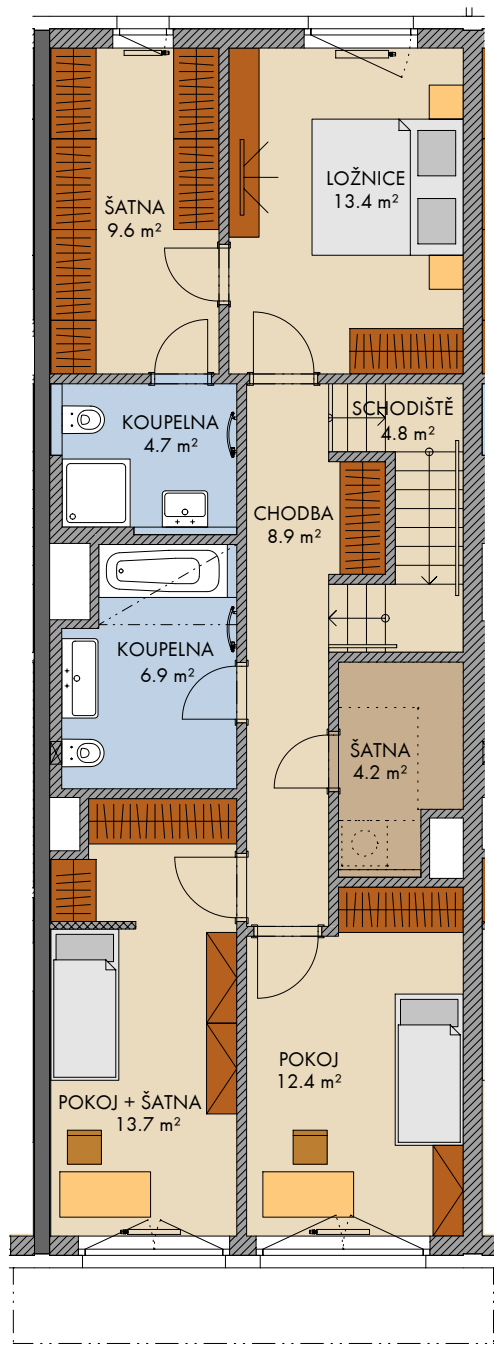 LOŽNICE
13.4 m²
ŠATNA
9.6 m²
SCHODIŠTĚ
4.8 m²
KOUPELNA
4.7 m²
CHODBA
8.9 m²
KOUPELNA
6.9 m²
ŠATNA
4.2 m²
POKOJ
12.4 m²
POKOJ + ŠATNA
13.7 m²